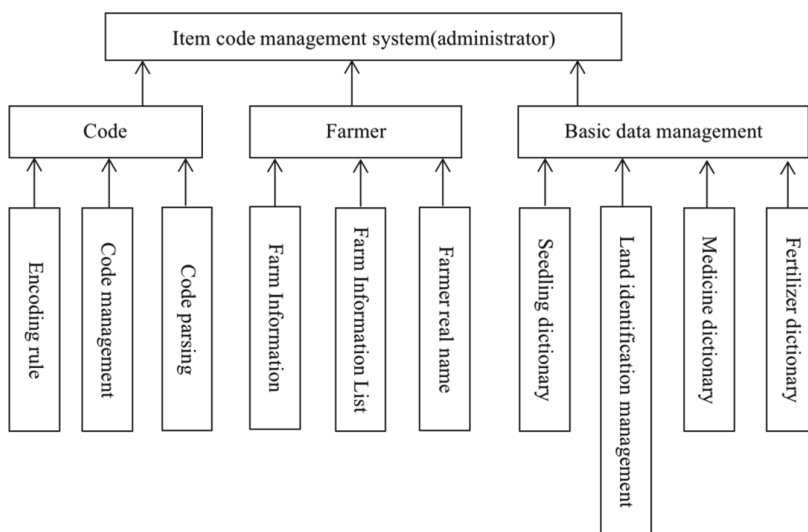 Item code management system(administrator)
Code
Farmer
Basic data management
Encoding rule
Code management
Code parsing
Farm Information
Farm Information List
Farmer real name
Seedling dictionary
Land identification management
Medicine dictionary
Fertilizer dictionary